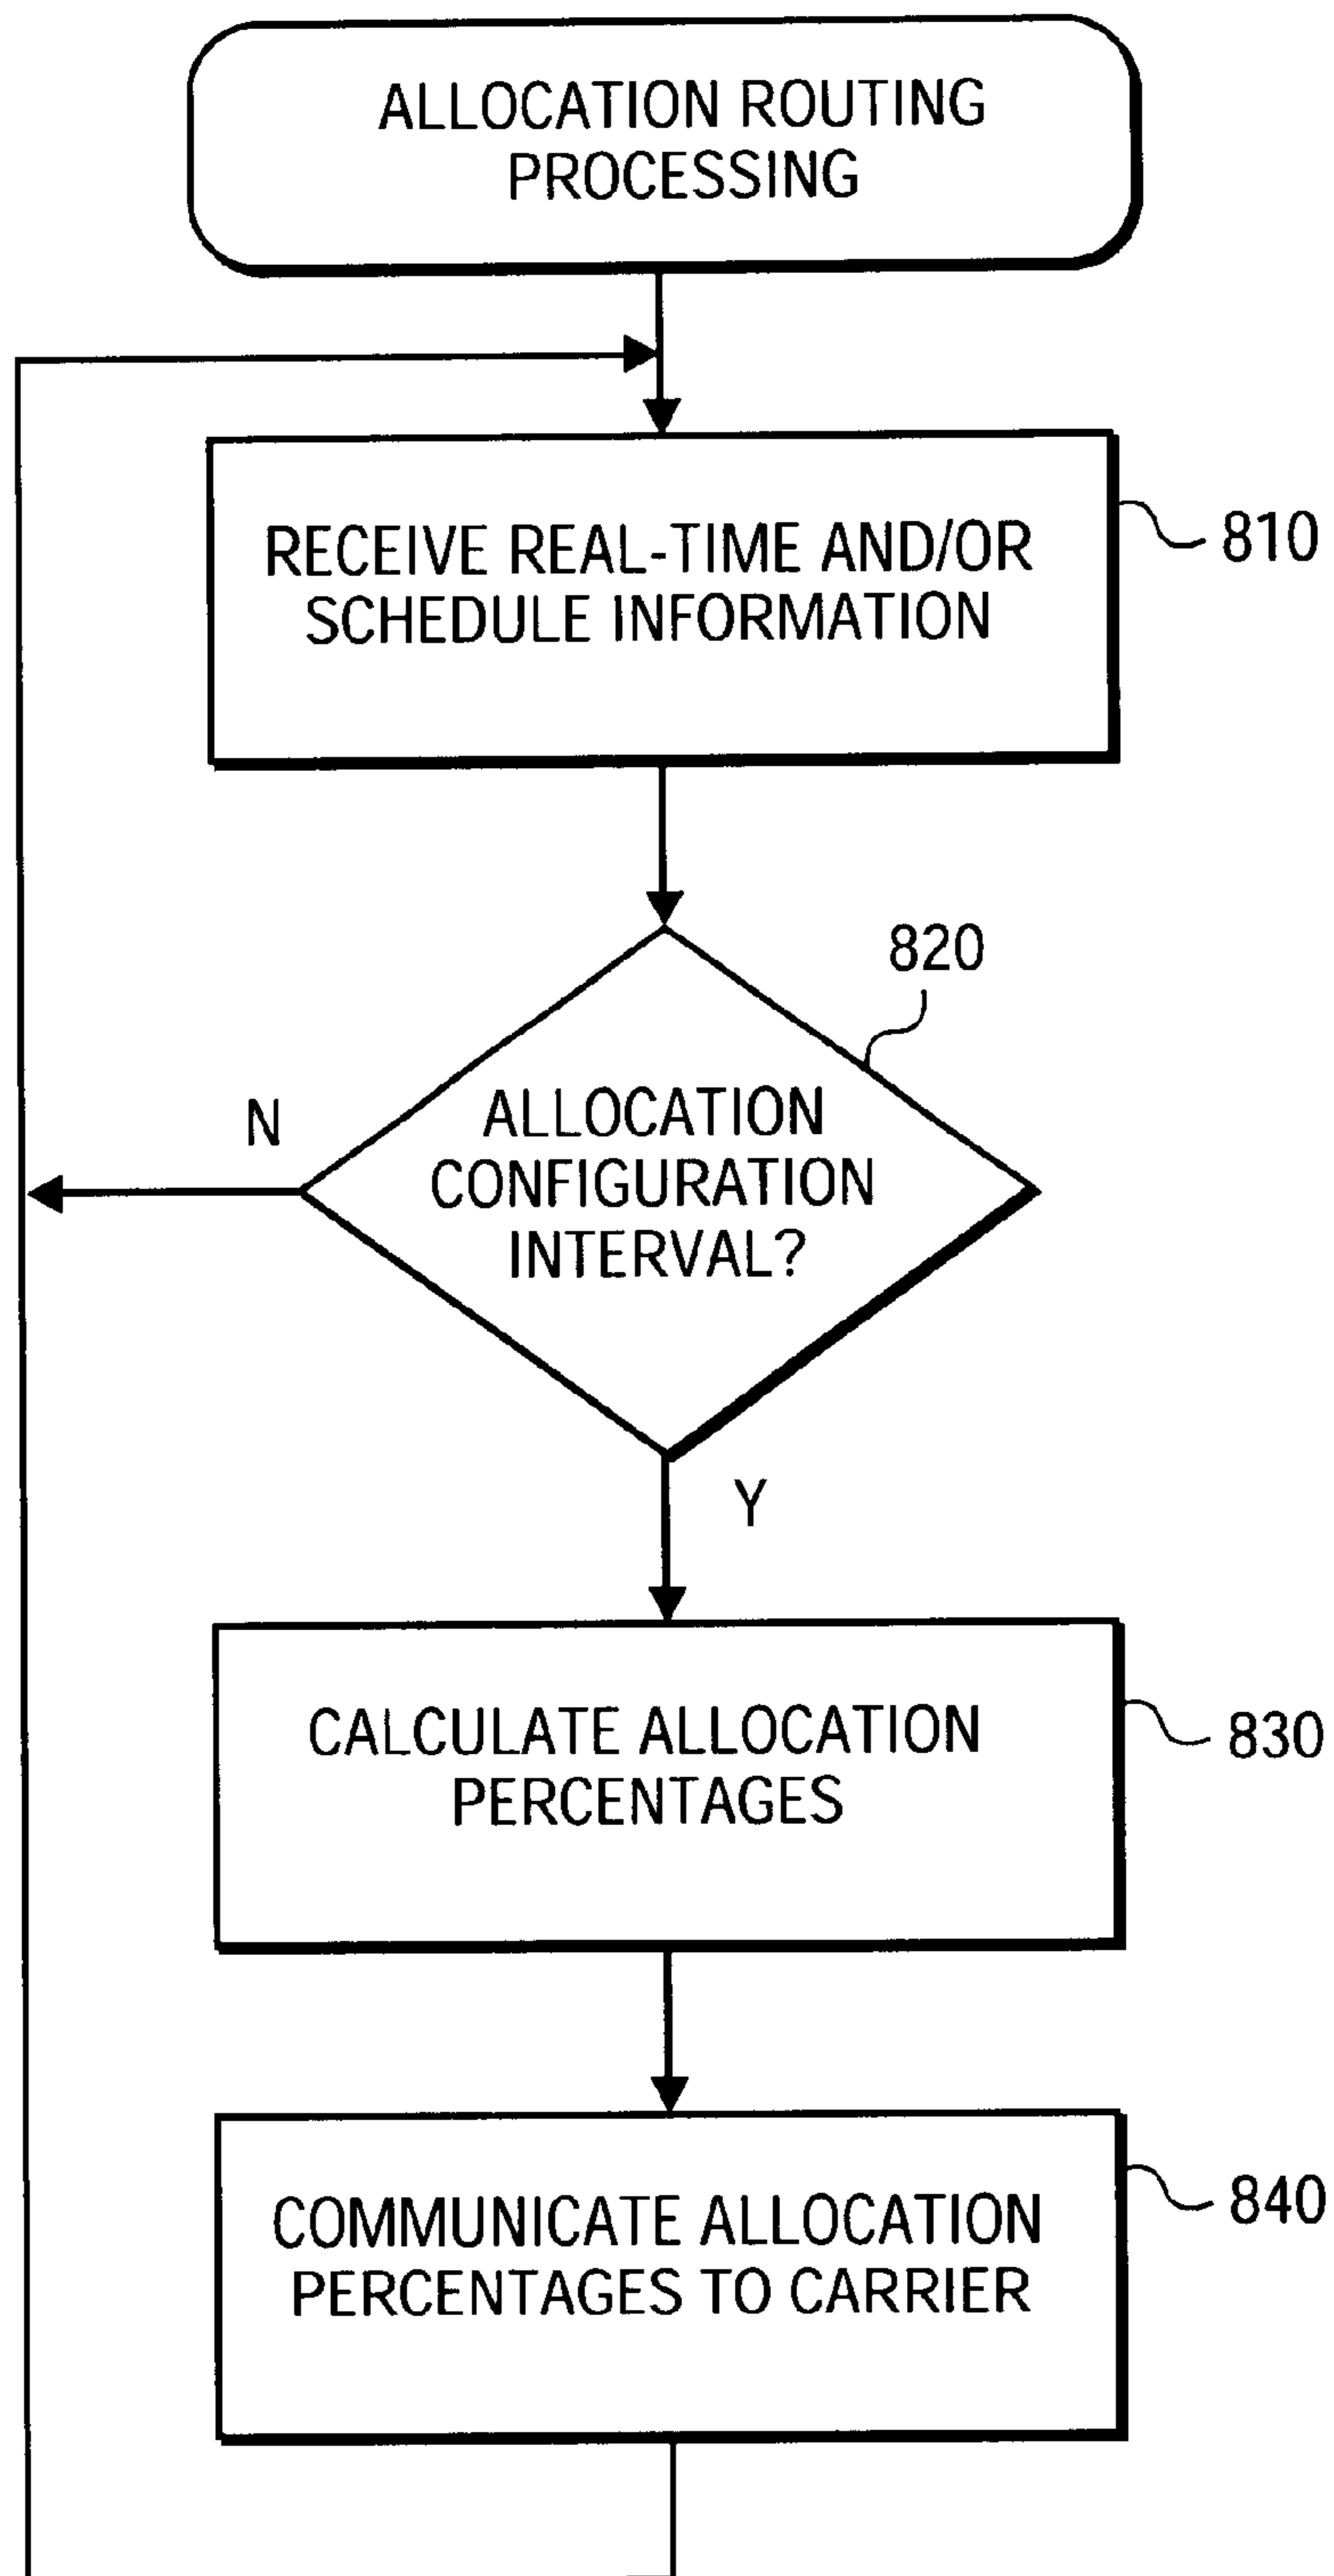 ALLOCATION ROUTING
PROCESSING
RECEIVE REAL-TIME AND/OR
SCHEDULE INFORMATION
810
820
ALLOCATION
CONFIGURATION
INTERVAL?
N
Y
CALCULATE ALLOCATION
PERCENTAGES
830
COMMUNICATE ALLOCATION
PERCENTAGES TO CARRIER
840